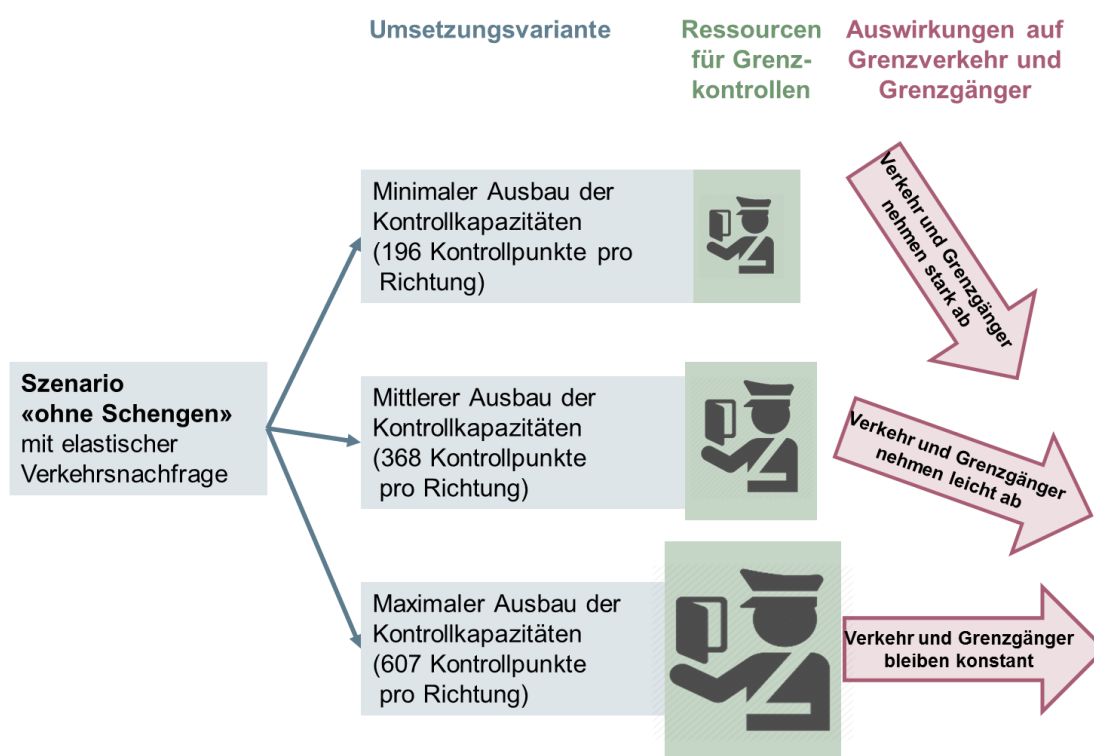 Umsetzungsvariante
Ressourcen
für Grenz-
kontrollen
Auswirkungen auf
Grenzverkehr und
Grenzgänger
Szenario
«ohne Schengen»
mit elastischer
Verkehrsnachfrage
Minimaler Ausbau der
Kontrollkapazitäten
(196 Kontrollpunkte pro
Richtung)
Verkehr und Grenzgänger
nehmen stark ab
Mittlerer Ausbau der
Kontrollkapazitäten
(368 Kontrollpunkte
pro Richtung)
Verkehr und Grenzgänger
nehmen leicht ab
Maximaler Ausbau der
Kontrollkapazitäten
(607 Kontrollpunkte
pro Richtung)
Verkehr und Grenzgänger
bleiben konstant